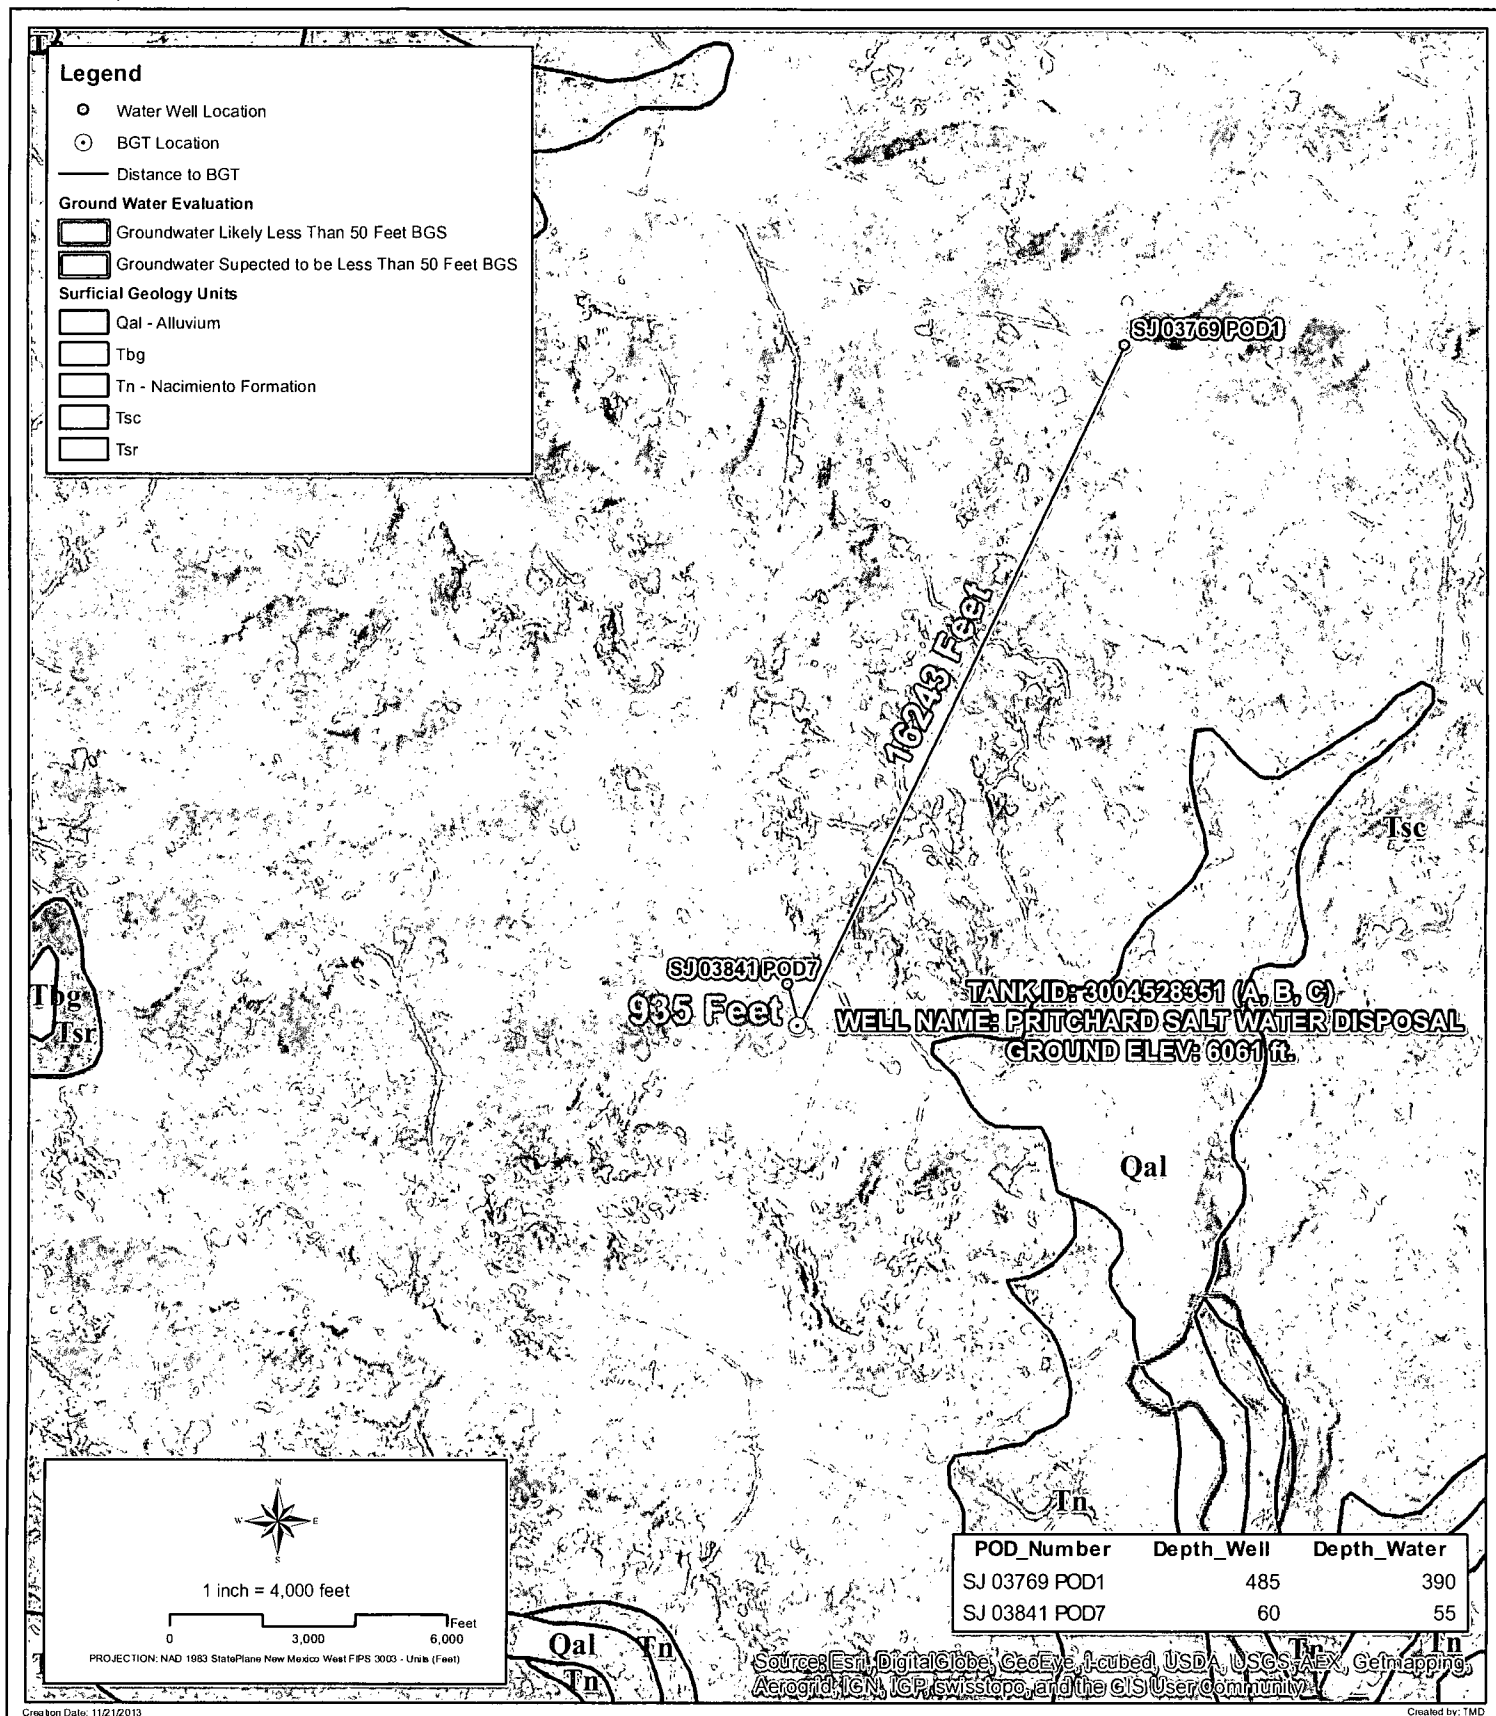 Legend
Water Well Location
BGT Location
Distance to BGT
Ground Water Evaluation
Groundwater Likely Less Than 50 Feet BGS
Groundwater Supected to be Less Than 50 Feet BGS
Surficial Geology Units
Qal - Alluvium
Tbg
Tn - Nacimiento Formation
Tsc
Tsr
SJ 03769 POD1
16243 Feet
Tsc
SJ 03841 POD7
935 Feet
TANK ID: 3004528351 (A, B, C)
WELL NAME: PRITCHARD SALT WATER DISPOSAL
GROUND ELEV: 6061 ft.
Tbg
Tsr
Qal
Tn
POD_Number Depth_Well Depth_Water
SJ 03769 POD1 485 390
SJ 03841 POD7 60 55
N
W E
S
1 inch = 4,000 feet
Feet
0 3,000 6,000
PROJECTION: NAD 1983 StatePlane New Mexico West FIPS 3003 - Units (Feet)
Qal Tn
Tn
Tn Tn
Source: Esri, DigitalGlobe, GeoEye, i-cubed, USDA, USGS, AEX, Getmapping,
Aerogrid, IGN, IGP, swisstopo, and the GIS User Community
Creation Date: 11/21/2013
Created by: TMD